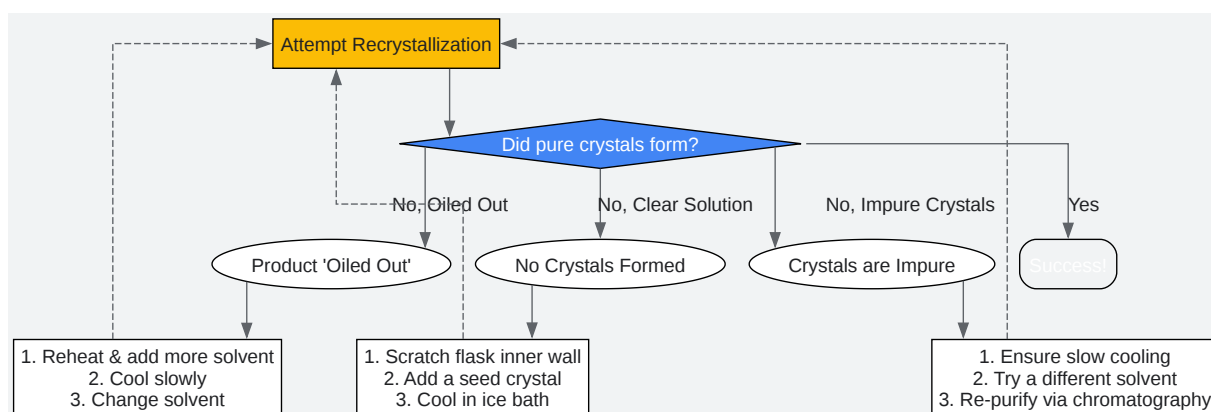 Attempt Recrystallization
Did pure crystals form?
No, Oiled Out
No, Clear Solution
No, Impure Crystals
Yes
Product 'Oiled Out'
No Crystals Formed
Crystals are Impure
Success!
1. Reheat & add more solvent
2. Cool slowly
3. Change solvent
1. Scratch flask inner wall
2. Add a seed crystal
3. Cool in ice bath
1. Ensure slow cooling
2. Try a different solvent
3. Re-purify via chromatography